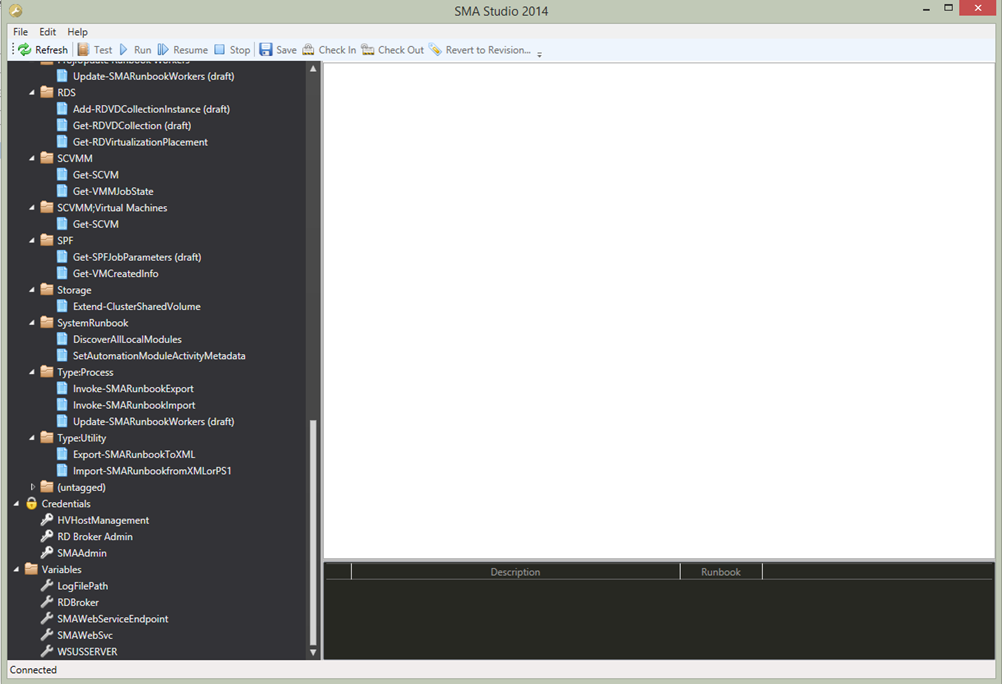 SMA Studio 2014
File Edit Help
Refresh Test Run Resume Stop Save Check In Check Out Revert to Revision...
Update-SMARunbookWorkers (draft)
RDS
Add-RDVDCollectionInstance (draft)
Get-RDVDCollection (draft)
Get-RDVirtualizationPlacement
SCVMM
Get-SCVM
Get-VMMJobState
SCVMM;Virtual Machines
Get-SCVM
SPF
Get-SPFJobParameters (draft)
Get-VMCreatedInfo
Storage
Extend-ClusterSharedVolume
SystemRunbook
DiscoverAllLocalModules
SetAutomationModuleActivityMetadata
Type:Process
Invoke-SMARunbookExport
Invoke-SMARunbookImport
Update-SMARunbookWorkers (draft)
Type:Utility
Export-SMARunbookToXML
Import-SMARunbookfromXMLorPS1
(untagged)
Credentials
HVHostManagement
RD Broker Admin
SMAAdmin
Variables
LogFilePath
RDBroker
SMAWebServiceEndpoint
SMAWebSvc
WSUSSERVER
Description Runbook
Connected